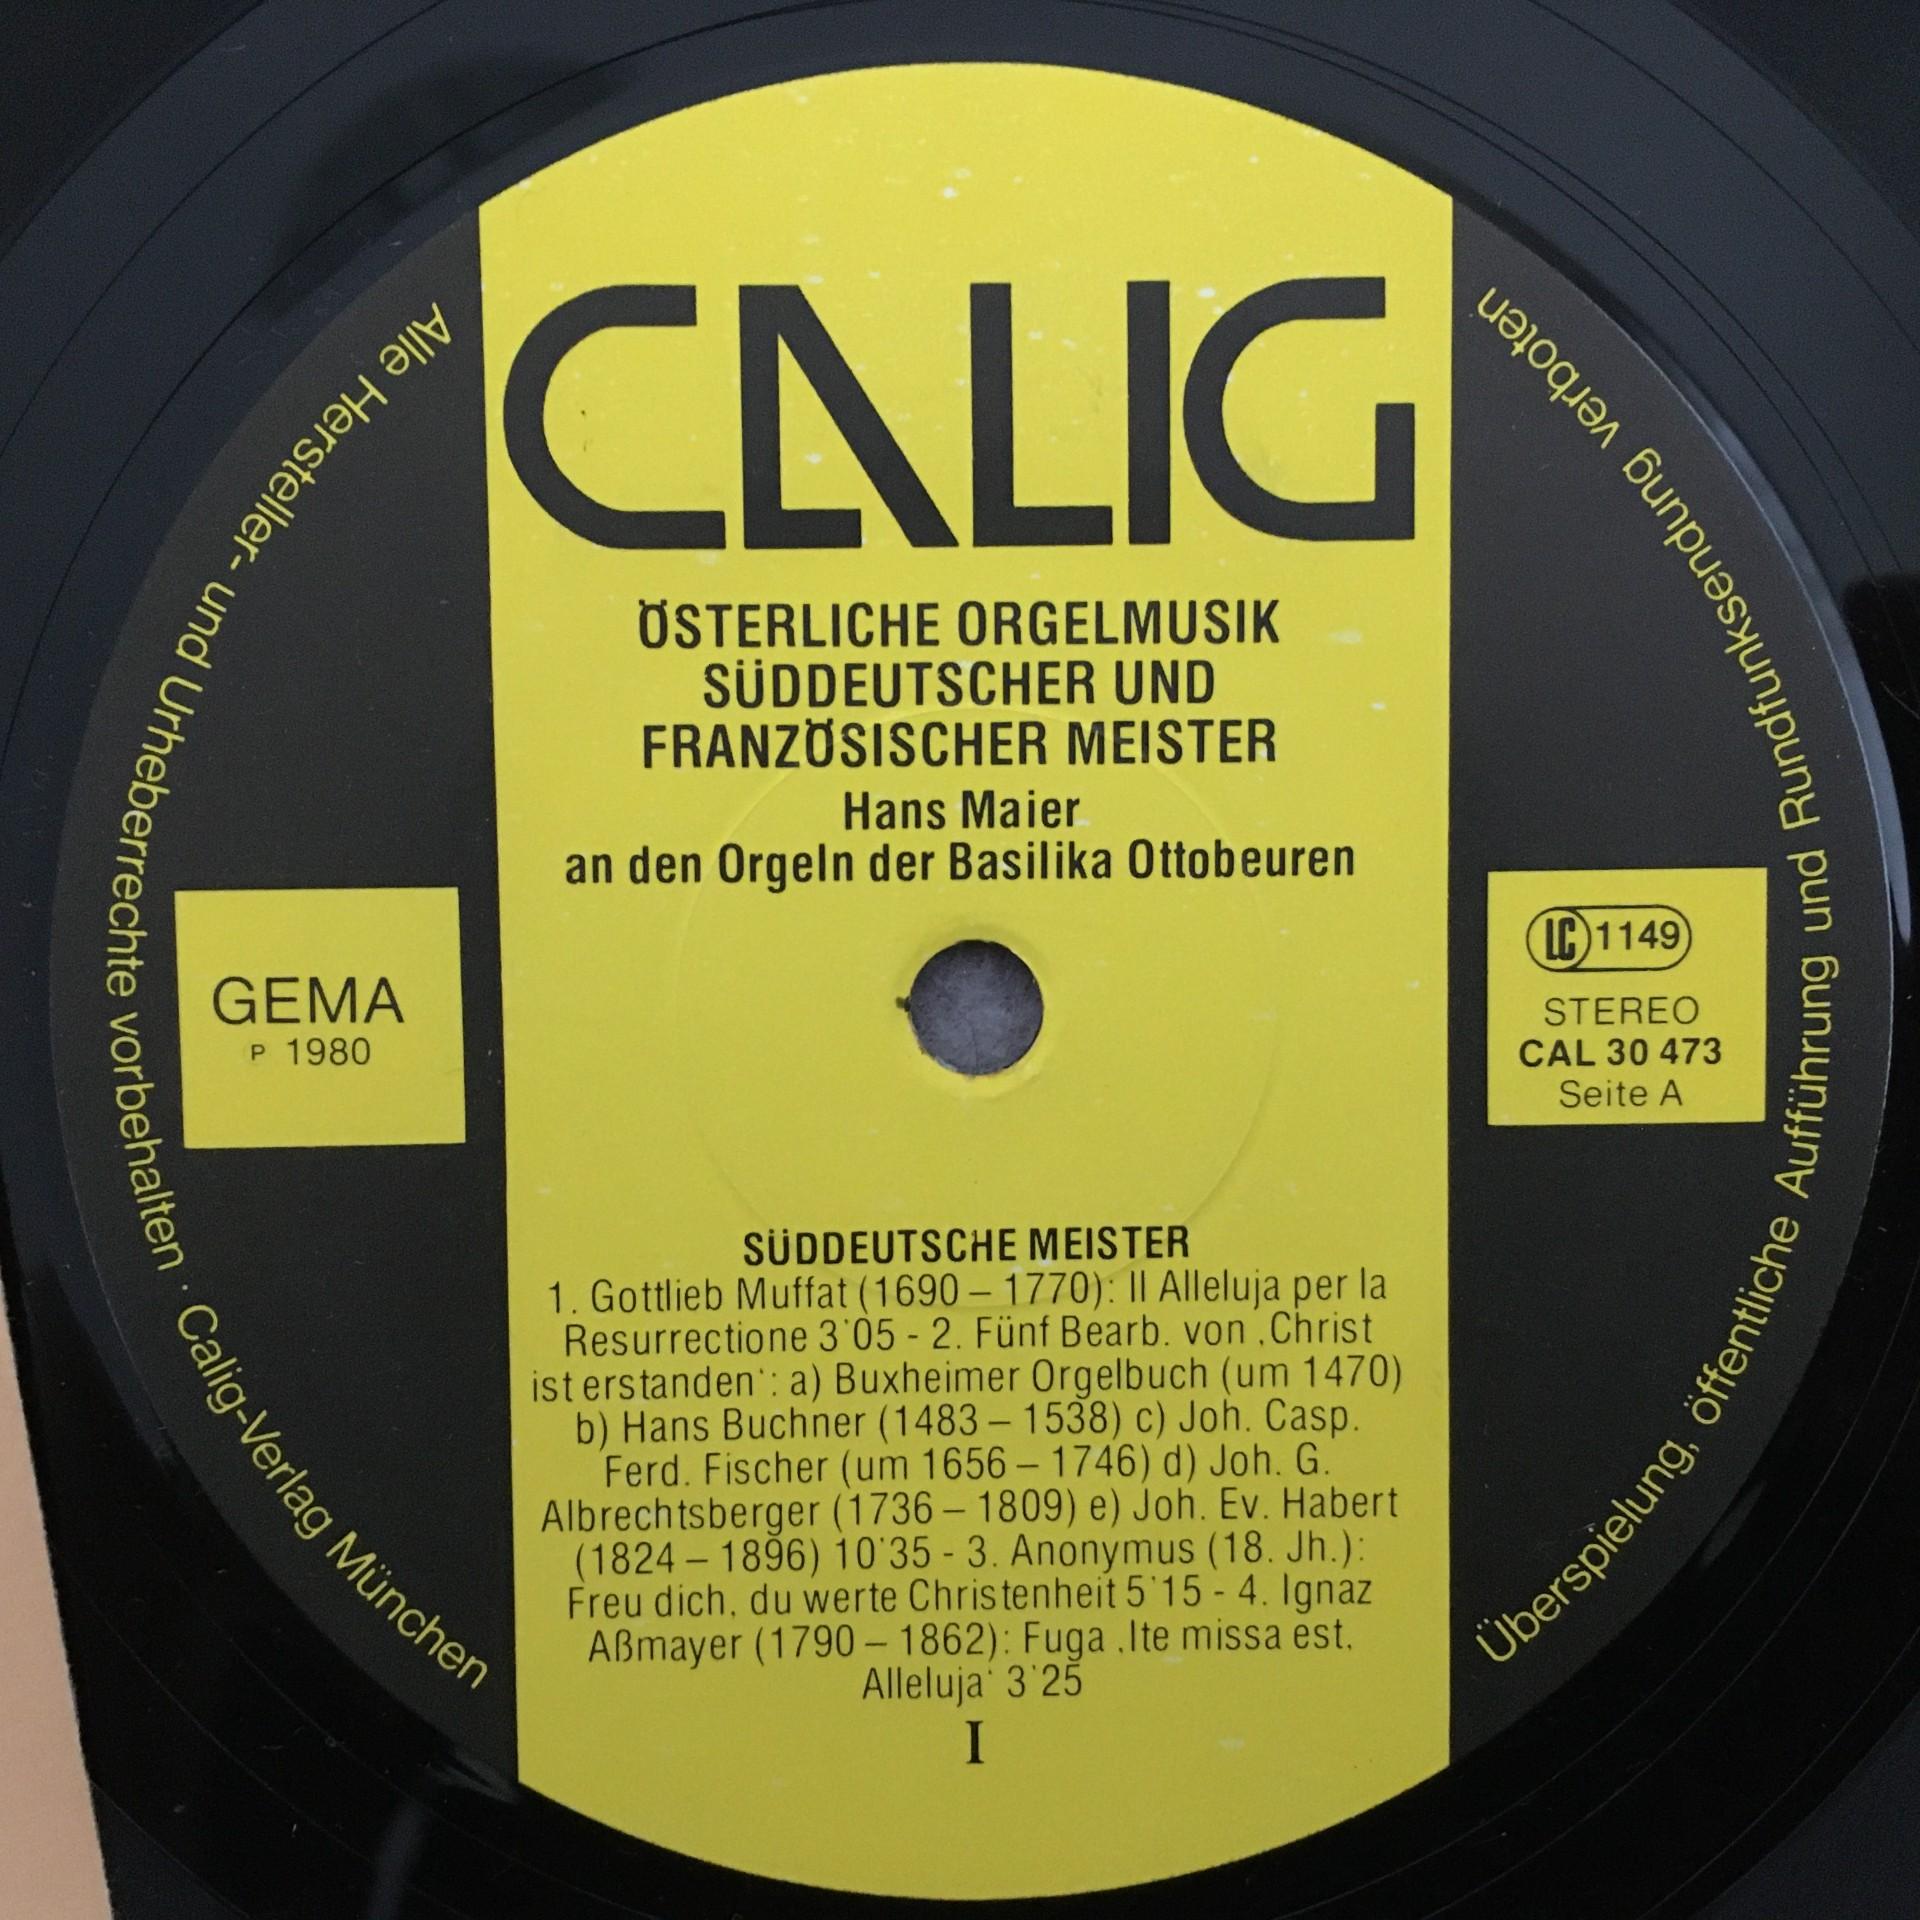 CALIG
ÖSTERLICHE ORGELMUSIK
SÜDDEUTSCHER UND
FRANZÖSISCHER MEISTER
Hans Maier
an den Orgeln der Basilika Ottobeuren
GEMA
P 1980
LC 1149
STEREO
CAL 30 473
Seite A
SÜDDEUTSCHE MEISTER
1. Gottlieb Muffat (1690 – 1770): II Alleluja per la
Resurrectione 3'05 - 2. Fünf Bearb. von ‚Christ
ist erstanden‘: a) Buxheimer Orgelbuch (um 1470)
b) Hans Buchner (1483 – 1538) c) Joh. Casp.
Ferd. Fischer (um 1656 – 1746) d) Joh. G.
Albrechtsberger (1736 – 1809) e) Joh. Ev. Habert
(1824 – 1896) 10'35 - 3. Anonymus (18. Jh.):
Freu dich, du werte Christenheit 5'15 - 4. Ignaz
Aßmayer (1790 – 1862): Fuga ‚Ite missa est,
Alleluja‘ 3'25
I
Alle Hersteller- und Urheberrechte vorbehalten · Calig-Verlag München
Überspielung, öffentliche Aufführung und Rundfunksendung verboten